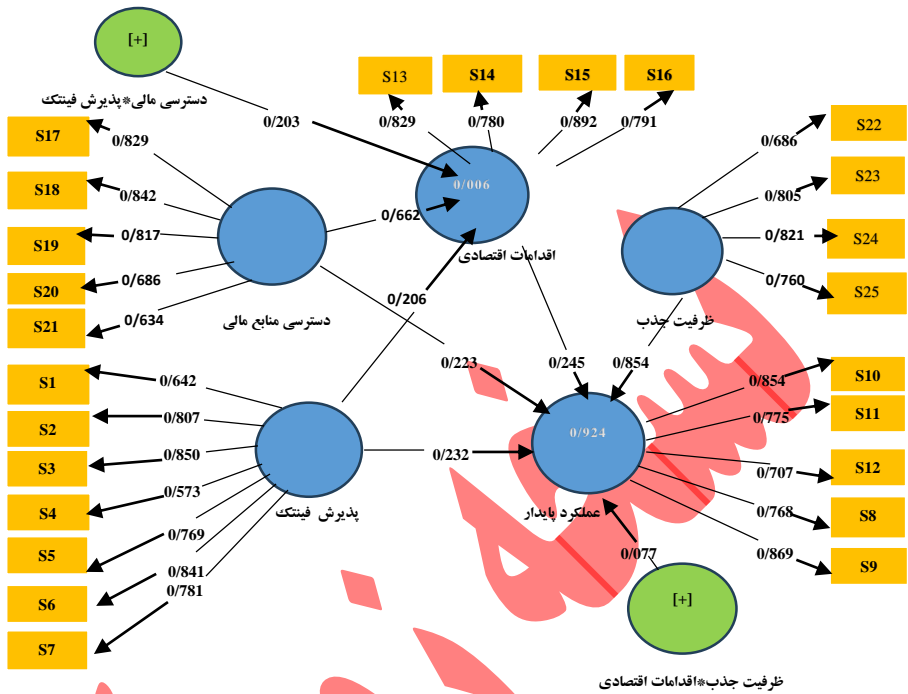 [+]
دسترسی مالی*پذیرش فینتک
0/203
S13
S14
S15
S16
0/829
0/780
0/892
0/791
S17
0/829
S18
0/842
S19
0/817
S20
0/686
S21
0/634
دسترسی منابع مالی
0/662
0/006
اقدامات اقتصادی
0/206
S22
0/686
S23
0/805
S24
0/821
S25
0/760
ظرفیت جذب
0/223
0/245
0/854
S1
0/642
S2
0/807
S3
0/850
S4
0/573
S5
0/769
S6
0/841
S7
0/781
پذیرش فینتک
0/232
0/924
عملکرد پایدار
S10
0/854
S11
0/775
S12
0/707
S8
0/768
S9
0/869
0/077
[+]
ظرفیت جذب*اقدامات اقتصادی